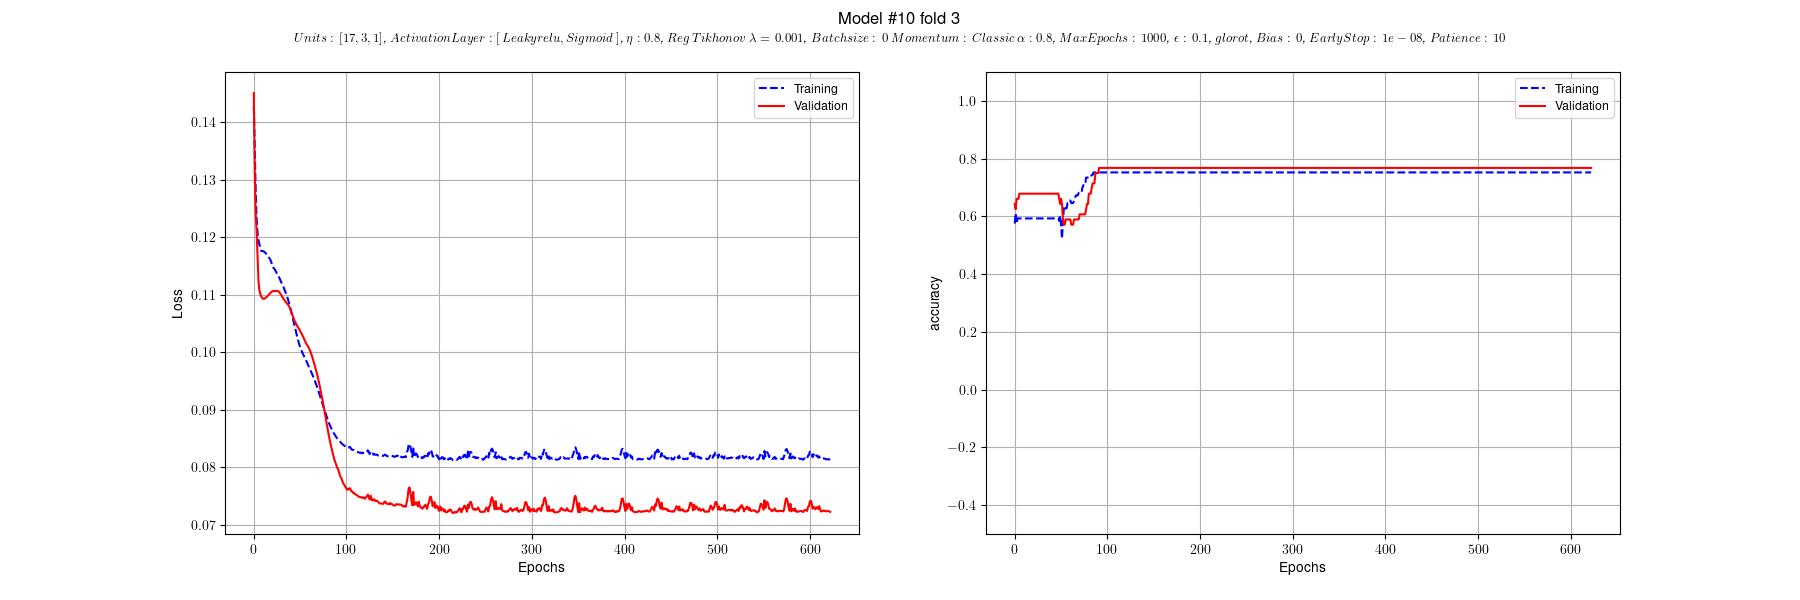 Model #10 fold 3
Units : [17, 3, 1], ActivationLayer : [ Leakyrelu, Sigmoid ], η : 0.8, Reg Tikhonov λ = 0.001, Batchsize : 0 Momentum : Classic α : 0.8, MaxEpochs : 1000, ϵ : 0.1, glorot, Bias : 0, EarlyStop : 1e − 08, Patience : 10
Training
Validation
0.14
0.13
0.12
0.11
0.10
0.09
0.08
0.07
Loss
0 100 200 300 400 500 600
Epochs
Training
Validation
1.0
0.8
0.6
0.4
0.2
0.0
−0.2
−0.4
accuracy
0 100 200 300 400 500 600
Epochs